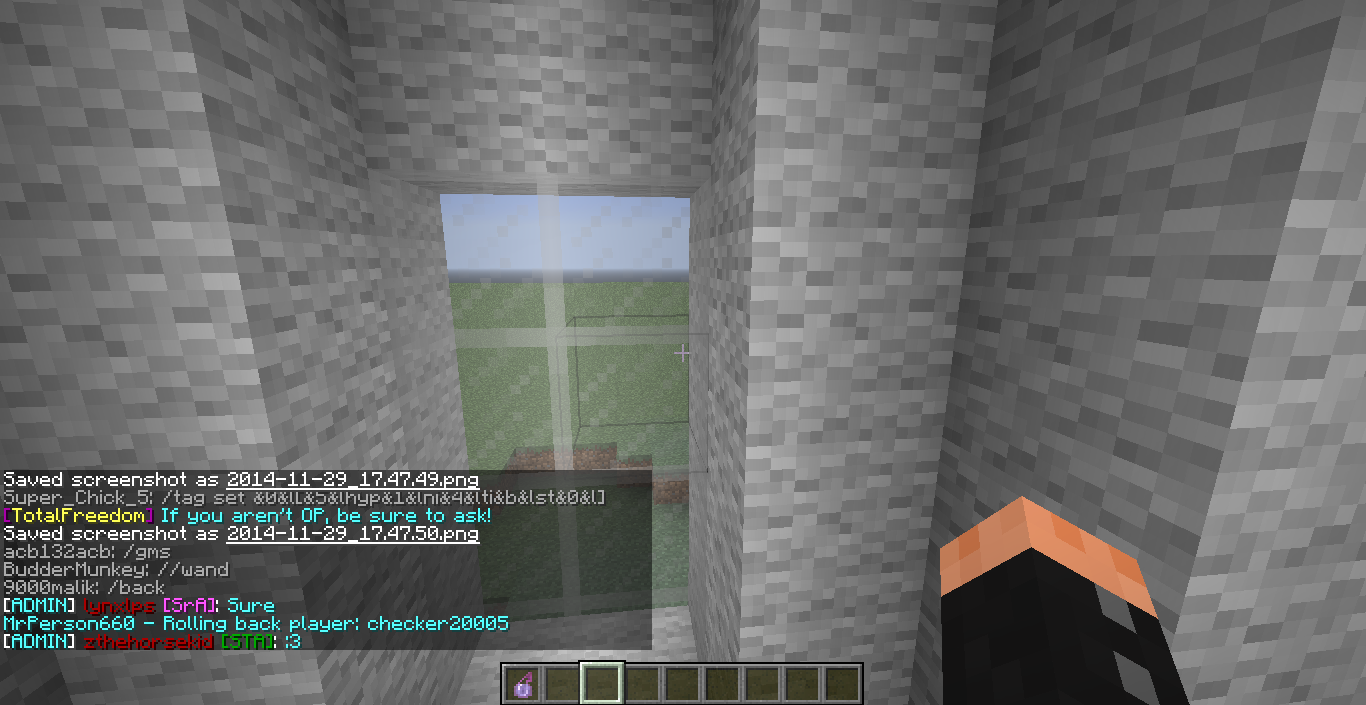 Saved screenshot as 2014-11-29_17.47.49.png
Super_Chick_5: /tag set &0&l[&5&lhyp&1&lni&4&lti&b&lst&0&l]
[TotalFreedom] If you aren't OP, be sure to ask!
Saved screenshot as 2014-11-29_17.47.50.png
acb132acb: /gms
BudderMunkey: //wand
9000malik: /back
[ADMIN] lynxlps [SrA]: Sure
MrPerson660 - Rolling back player: checker20005
[ADMIN] zthehorsekid [STA]: :3